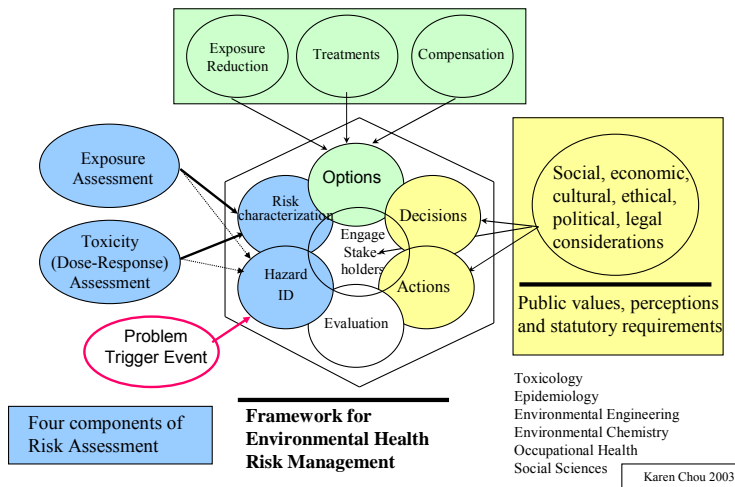 Exposure
Reduction
Treatments
Compensation
Exposure
Assessment
Toxicity
(Dose-Response)
Assessment
Options
Risk
characterization
Decisions
Engage
Stake
holders
Hazard
ID
Actions
Evaluation
Problem
Trigger Event
Social, economic,
cultural, ethical,
political, legal
considerations
Public values, perceptions
and statutory requirements
Four components of
Risk Assessment
Framework for
Environmental Health
Risk Management
Toxicology
Epidemiology
Environmental Engineering
Environmental Chemistry
Occupational Health
Social Sciences
Karen Chou 2003